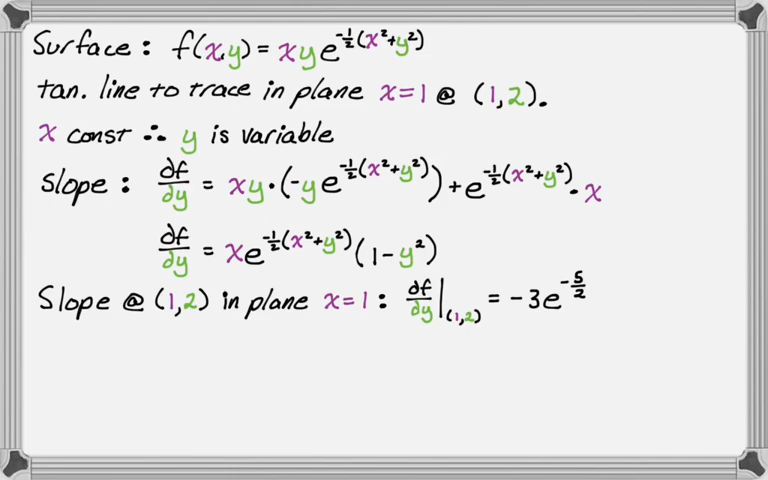 Surface: f(x,y) = xye^{-½(x²+y²)}
tan. line to trace in plane x=1 @ (1,2).
x const ∴ y is variable
Slope: ∂f/∂y = xy·(-ye^{-½(x²+y²)}) + e^{-½(x²+y²)}·x
∂f/∂y = xe^{-½(x²+y²)}(1-y²)
Slope @ (1,2) in plane x=1: ∂f/∂y|_{(1,2)} = -3e^{-5/2}